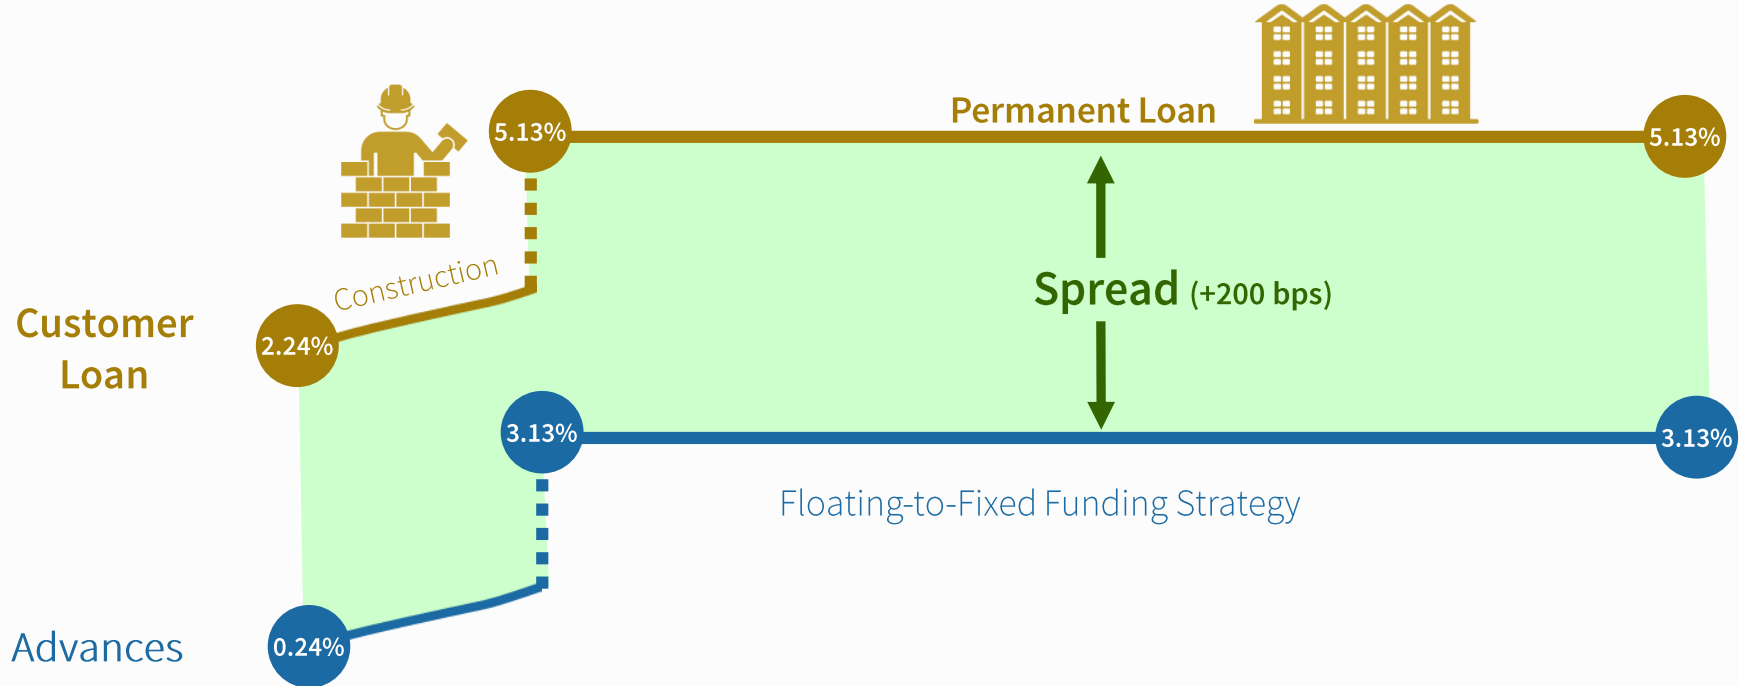 Permanent Loan
5.13%
5.13%
Construction
Spread (+200 bps)
Customer
Loan
2.24%
3.13%
3.13%
Floating-to-Fixed Funding Strategy
Advances
0.24%